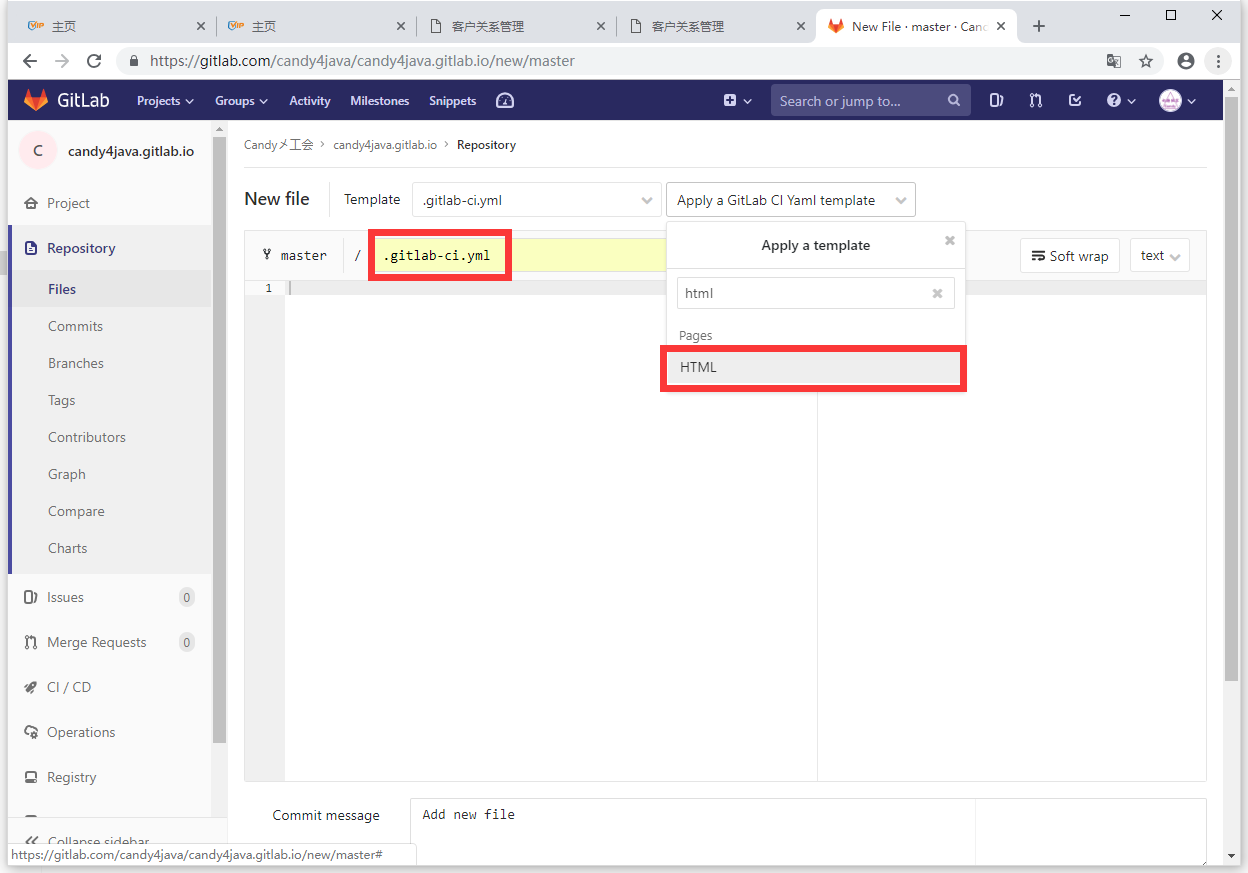 主页
主页
客户关系管理
客户关系管理
New File · master · Canc
https://gitlab.com/candy4java/candy4java.gitlab.io/new/master
GitLab
Projects
Groups
Activity
Milestones
Snippets
Search or jump to...
C
candy4java.gitlab.io
Project
Repository
Files
Commits
Branches
Tags
Contributors
Graph
Compare
Charts
Issues 0
Merge Requests 0
CI / CD
Operations
Registry
Collapse sidebar
Candyメ工会 › candy4java.gitlab.io › Repository
New file
Template
.gitlab-ci.yml
Apply a GitLab CI Yaml template
master / .gitlab-ci.yml
Soft wrap
text
1
Apply a template
html
Pages
HTML
Commit message
Add new file
https://gitlab.com/candy4java/candy4java.gitlab.io/new/master#